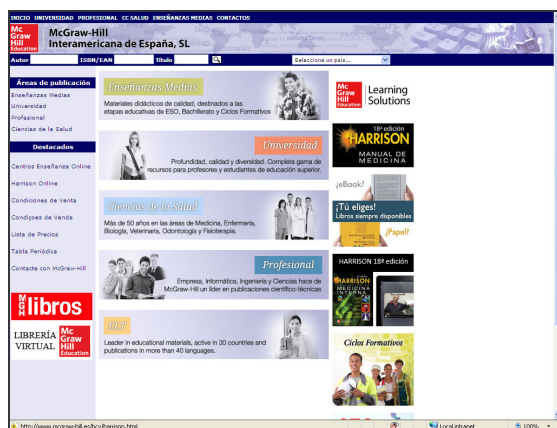 INICIO UNIVERSIDAD PROFESIONAL CC SALUD ENSEÑANZAS MEDIAS CONTACTOS
Mc
Graw
Hill
Education
McGraw-Hill
Interamericana de España, SL
Autor ISBN/EAN Título Seleccione un país...
Áreas de publicación
Enseñanzas Medias
Universidad
Profesional
Ciencias de la Salud
Destacados
Centros Enseñanza Online
Harrison Online
Condiciones de Venta
Condiçoes de Venda
Lista de Precios
Tabla Periódica
Contacte con McGraw-Hill
MGH
libros
LIBRERÍA
VIRTUAL
Mc
Graw
Hill
Education
Enseñanzas Medias
Materiales didácticos de calidad, destinados a las
etapas educativas de ESO, Bachillerato y Ciclos Formativos
Universidad
Profundidad, calidad y diversidad. Completa gama de
recursos para profesores y estudiantes de educación superior.
Ciencias de la Salud
Más de 50 años en las áreas de Medicina, Enfermería,
Biología, Veterinaria, Odontología y Fisioterapia.
Profesional
Empresa, Informática, Ingeniería y Ciencias hace de
McGraw-Hill un líder en publicaciones científico-técnicas
ELT
Leader in educational materials, active in 30 countries and
publications in more than 40 languages.
Mc
Graw
Hill
Education
Learning
Solutions
18ª edición
HARRISON
MANUAL DE
MEDICINA
¿eBook?
¡Tú eliges!
Libros siempre disponibles
¿Papel?
HARRISON 18ª edición
HARRISON
MEDICINA
INTERNA
Ciclos Formativos
http://www.mcgraw-hill.es/bcv/harrison.html
Local intranet
100%